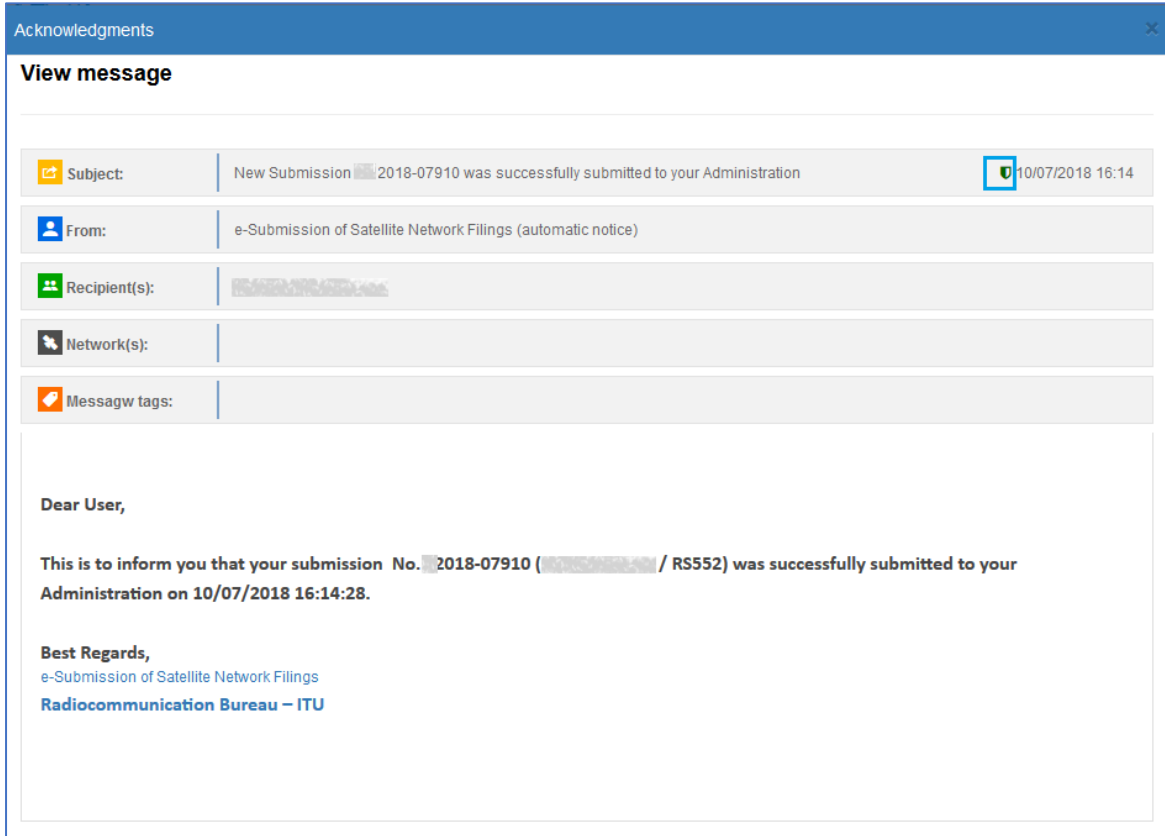 Acknowledgments
View message
Subject: New Submission 2018-07910 was successfully submitted to your Administration 10/07/2018 16:14
From: e-Submission of Satellite Network Filings (automatic notice)
Recipient(s):
Network(s):
Messagw tags:
Dear User,
This is to inform you that your submission No. 2018-07910 ( / RS552) was successfully submitted to your
Administration on 10/07/2018 16:14:28.
Best Regards,
e-Submission of Satellite Network Filings
Radiocommunication Bureau – ITU